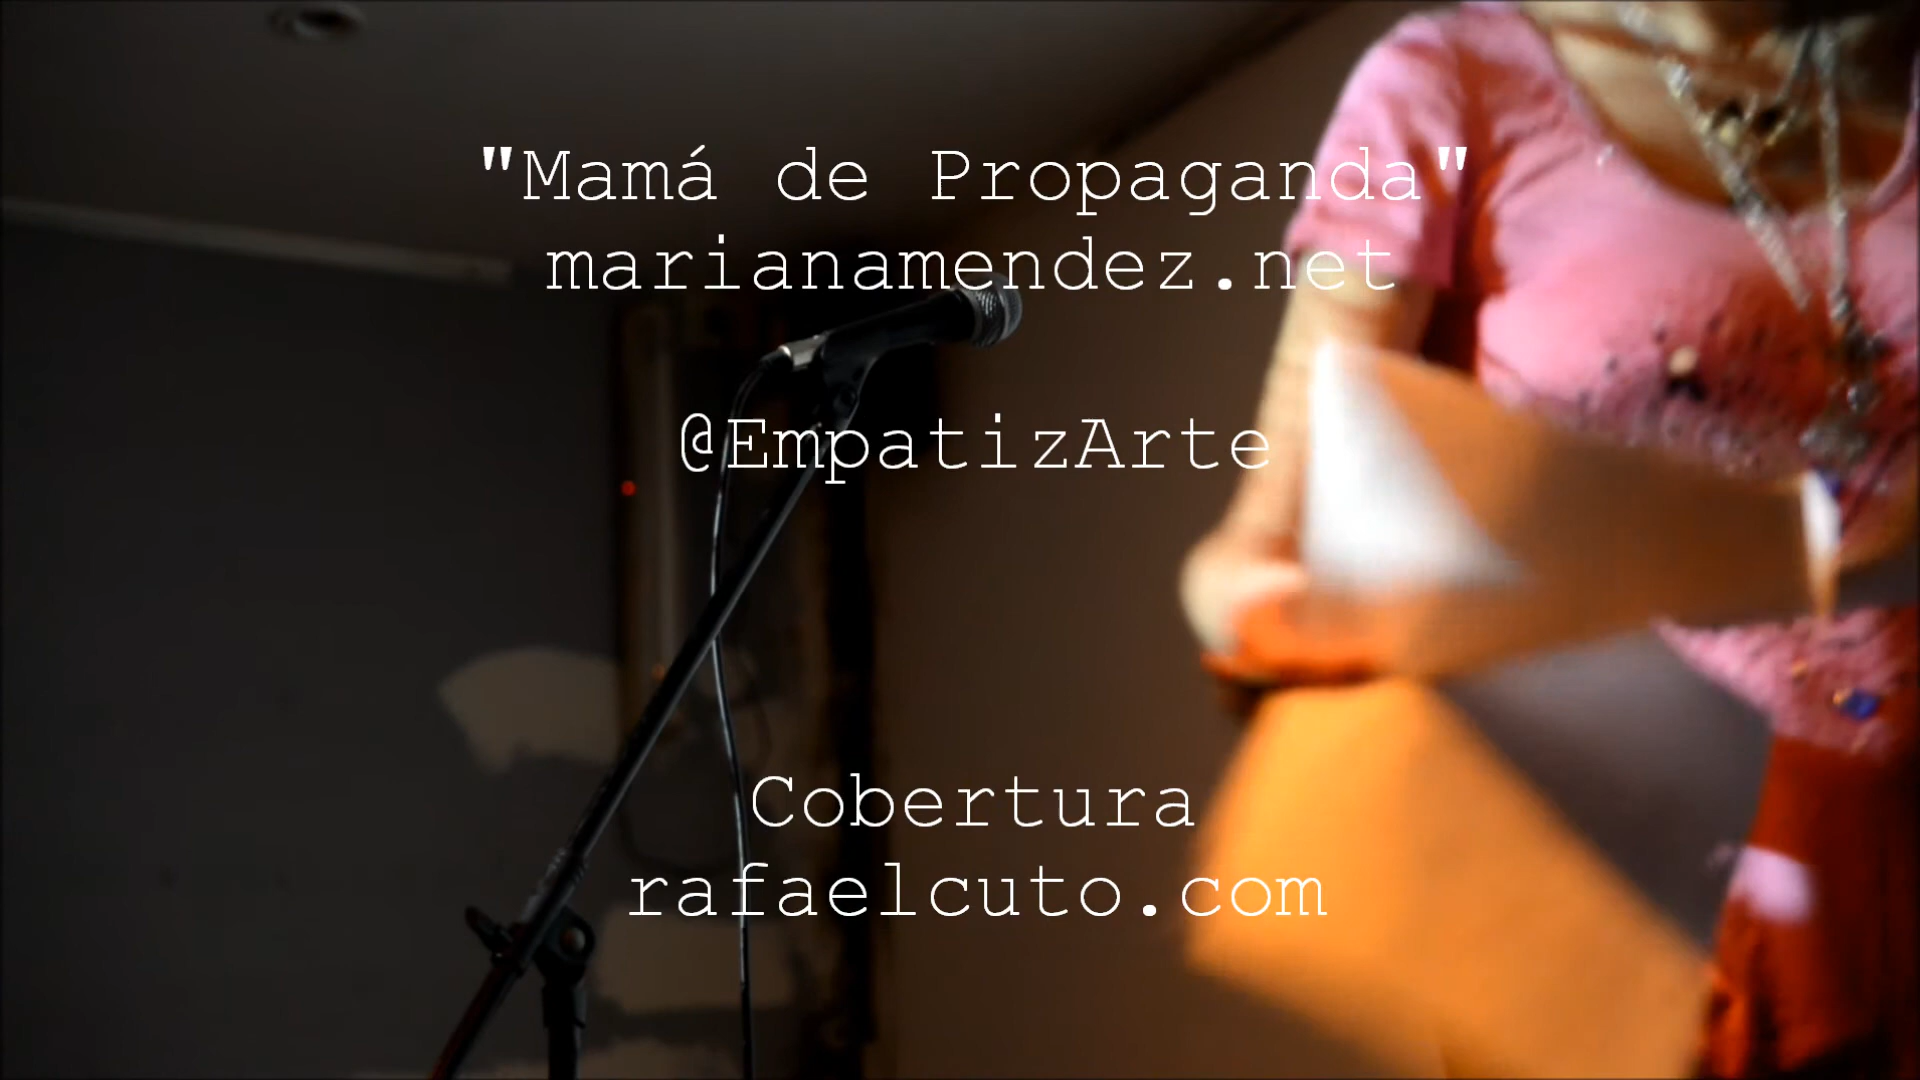 "Mamá de Propaganda"
marianamendez.net
@EmpatizArte
Cobertura
rafaelcuto.com